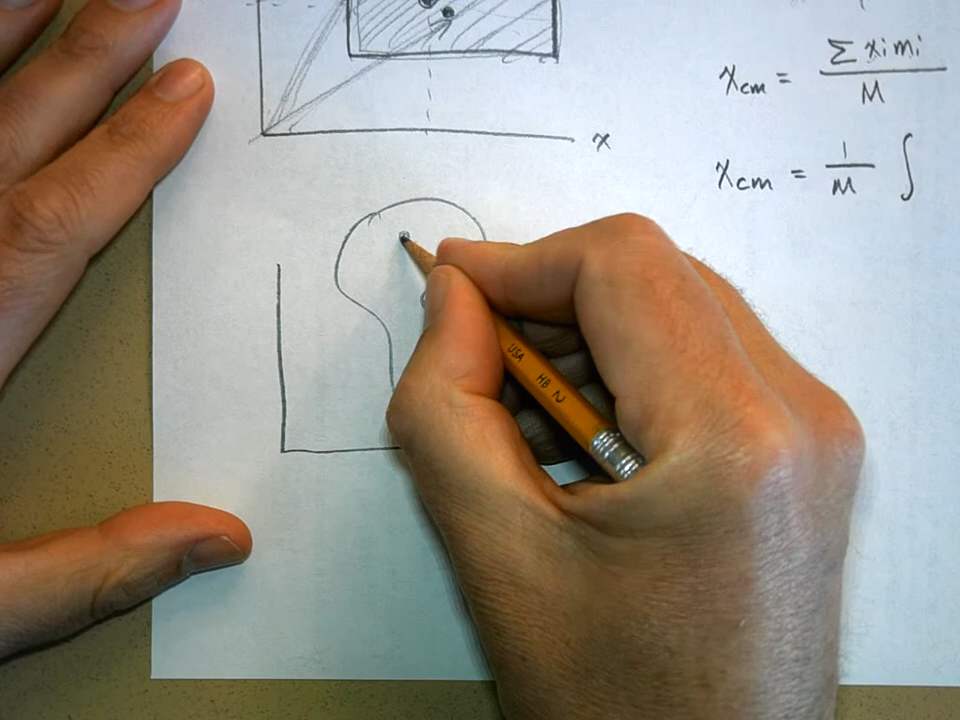 x_cm = Σ x_i m_i / M
x
x_cm = 1/M ∫
USA HB 2